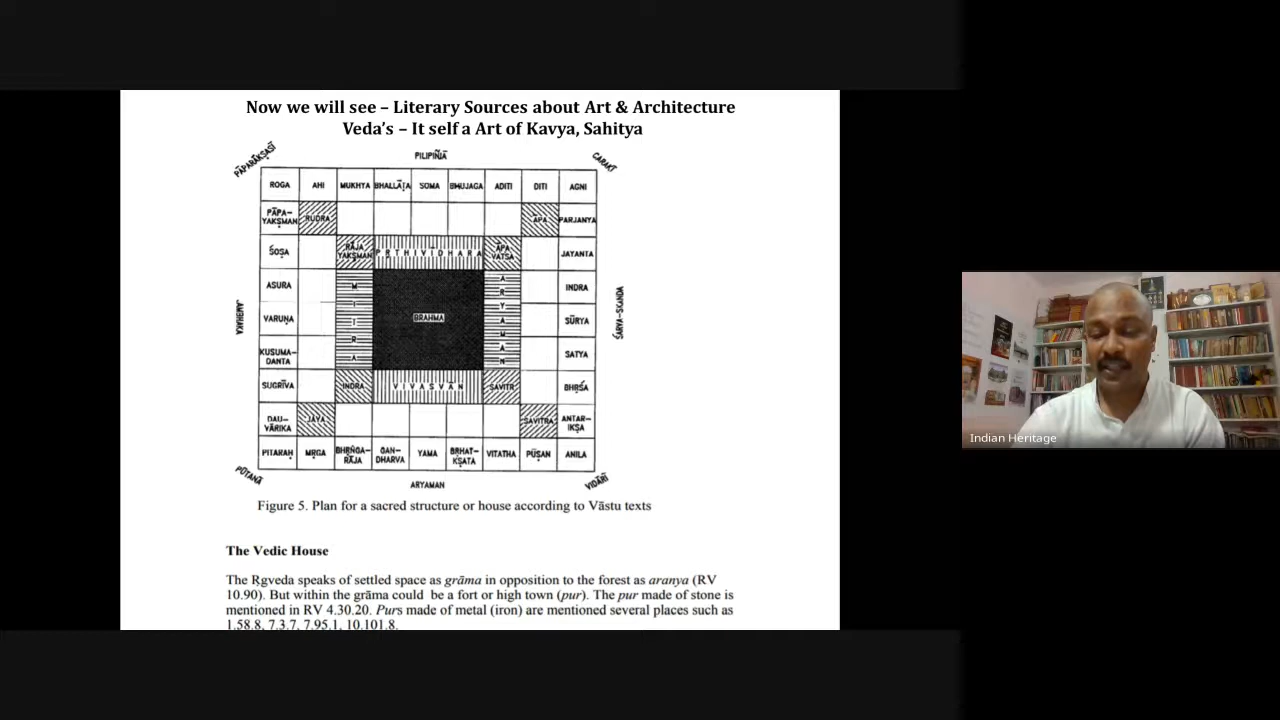 Now we will see – Literary Sources about Art & Architecture
Veda's – It self a Art of Kavya, Sahitya
PĀPARĀKṢASĪ PILIPIÑJĀ CARAKĪ
ROGA AHI MUKHYA BHALLĀṬA SOMA BHUJAGA ADITI DITI AGNI
PĀPA-
YAKṢMAN RUDRA ĀPA PARJANYA
ŚOṢA RĀJA
YAKṢMAN PṚTHIVĪDHARA ĀPA
VATSA JAYANTA
ASURA INDRA
JAMBHAKA VARUṆA MITRA BRAHMA ARYAMAN SŪRYA ŚARVA-SKANDA
KUSUMA-
DANTA SATYA
SUGRĪVA INDRA VIVASVĀN SAVITṚ BHṚŚA
DAU-
VĀRIKA JAYA SAVITRA ANTAR-
IKṢA
PITARAḤ MṚGA BHṚṄGA-
RĀJA GAN-
DHARVA YAMA BṚHAT-
KṢATA VITATHA PŪṢAN ANILA
PŪTANĀ ARYAMAN VIDĀRĪ
Figure 5. Plan for a sacred structure or house according to Vāstu texts
The Vedic House
The Ṛgveda speaks of settled space as grāma in opposition to the forest as aranya (RV
10.90). But within the grāma could be a fort or high town (pur). The pur made of stone is
mentioned in RV 4.30.20. Purs made of metal (iron) are mentioned several places such as
1.58.8, 7.3.7, 7.95.1, 10.101.8.
Indian Heritage